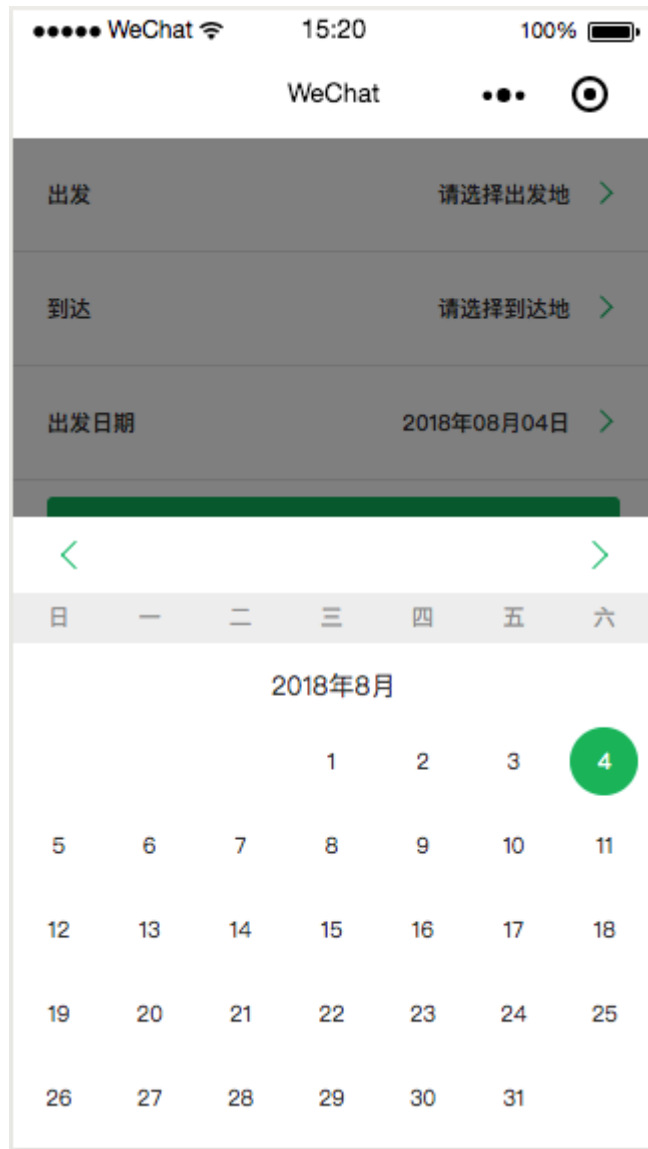 WeChat 15:20 100%
WeChat
出发 请选择出发地
到达 请选择到达地
出发日期 2018年08月04日
日 一 二 三 四 五 六
2018年8月
1 2 3 4
5 6 7 8 9 10 11
12 13 14 15 16 17 18
19 20 21 22 23 24 25
26 27 28 29 30 31